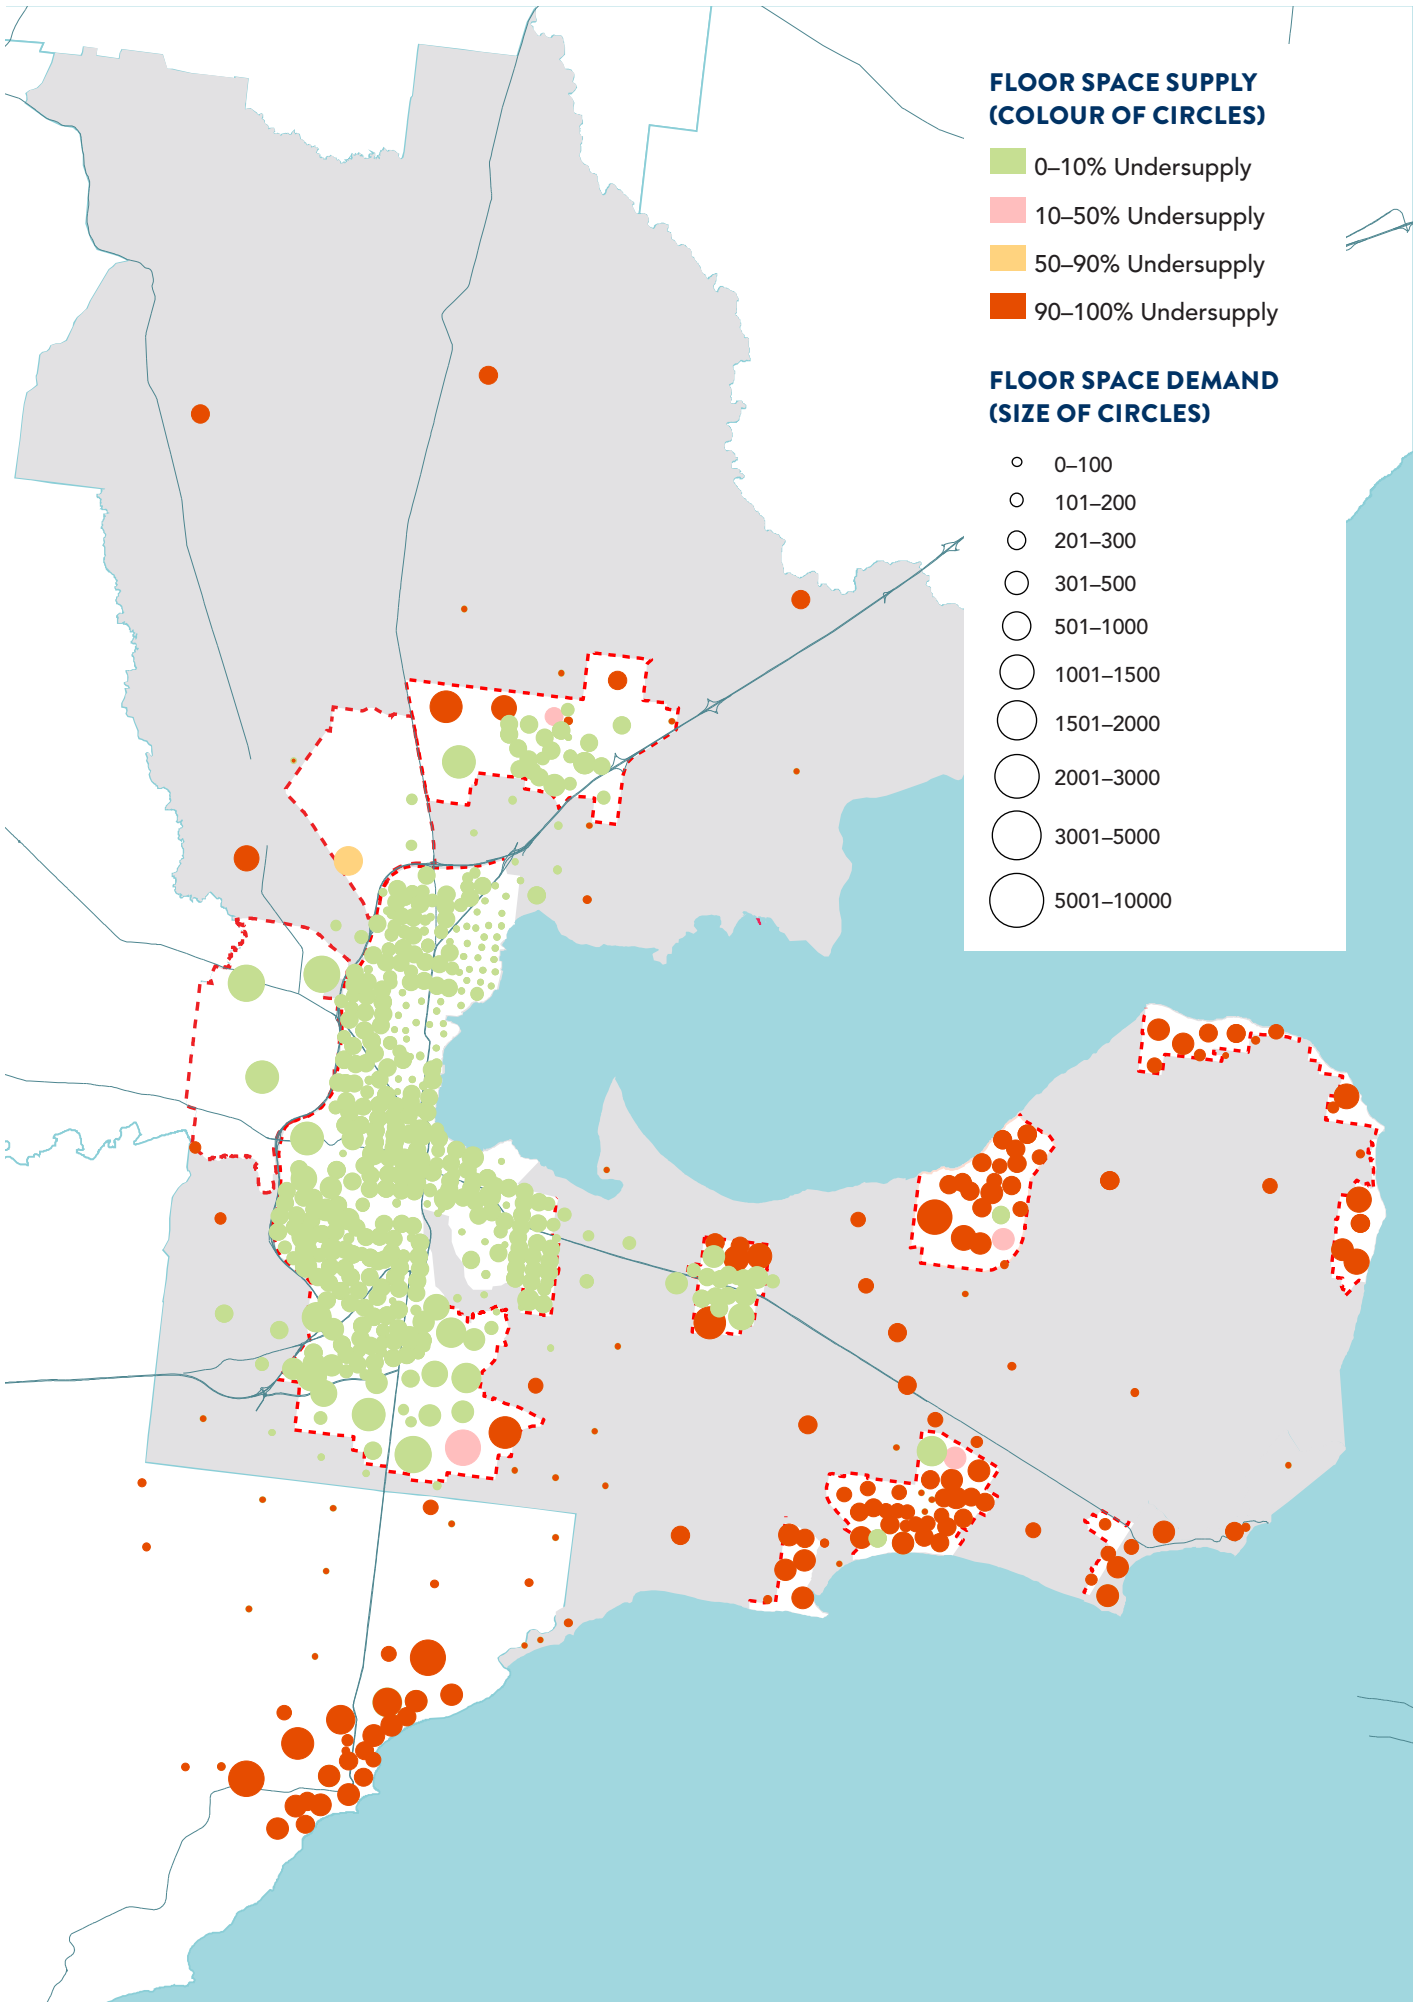 FLOOR SPACE SUPPLY
(COLOUR OF CIRCLES)
0–10% Undersupply
10–50% Undersupply
50–90% Undersupply
90–100% Undersupply
FLOOR SPACE DEMAND
(SIZE OF CIRCLES)
0–100
101–200
201–300
301–500
501–1000
1001–1500
1501–2000
2001–3000
3001–5000
5001–10000